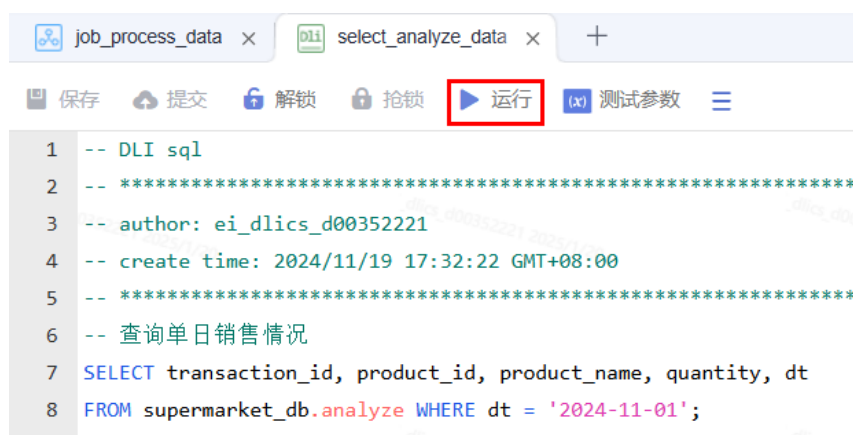 job_process_data × DLI select_analyze_data × +
保存 提交 解锁 抢锁 运行 (x) 测试参数
1 -- DLI sql
2 -- **************************************************************
3 -- author: ei_dlics_d00352221
4 -- create time: 2024/11/19 17:32:22 GMT+08:00
5 -- **************************************************************
6 -- 查询单日销售情况
7 SELECT transaction_id, product_id, product_name, quantity, dt
8 FROM supermarket_db.analyze WHERE dt = '2024-11-01';